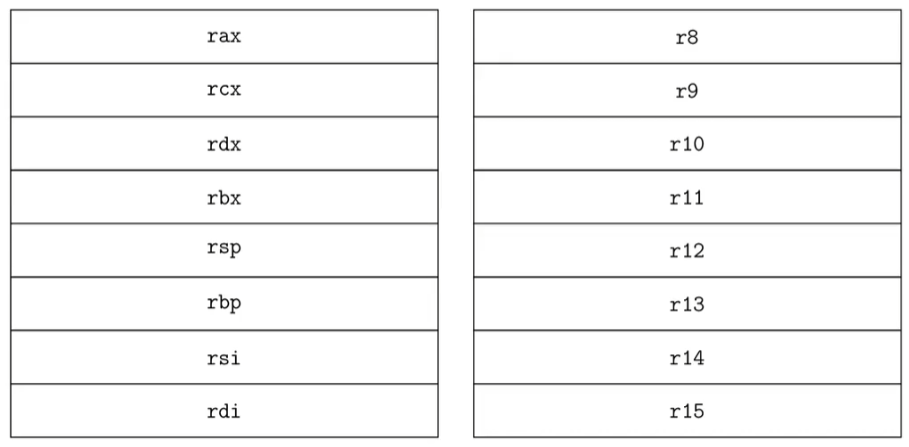 rax
rcx
rdx
rbx
rsp
rbp
rsi
rdi
r8
r9
r10
r11
r12
r13
r14
r15